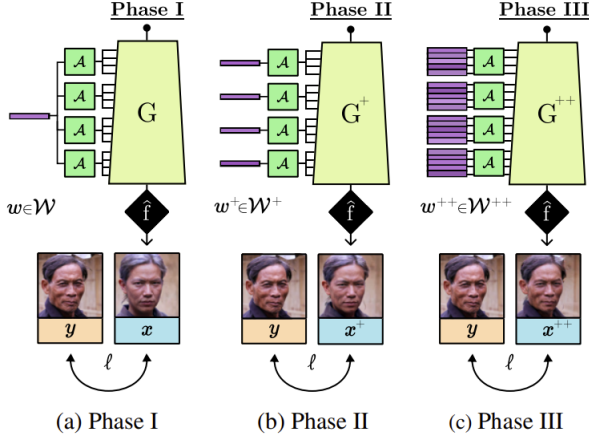 Phase I
Phase II
Phase III
𝒜
𝒜
𝒜
𝒜
G
w∈𝒲
f̂
y
x
ℓ
𝒜
𝒜
𝒜
𝒜
G⁺
w⁺∈𝒲⁺
f̂
y
x⁺
ℓ
𝒜
𝒜
𝒜
𝒜
G⁺⁺
w⁺⁺∈𝒲⁺⁺
f̂
y
x⁺⁺
ℓ
(a) Phase I
(b) Phase II
(c) Phase III